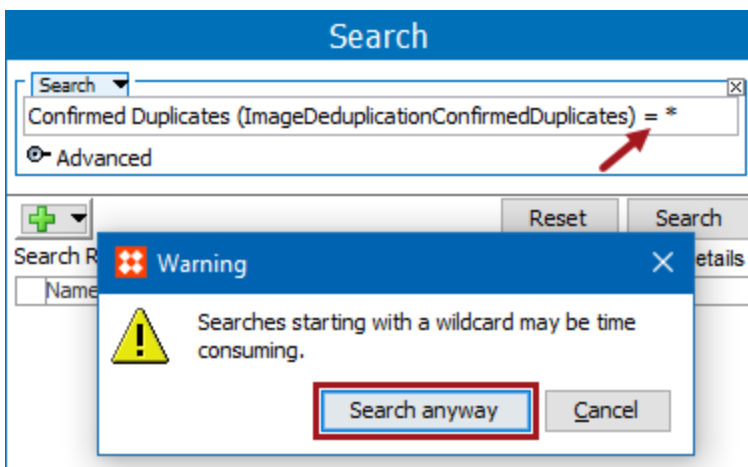 Search
Search
Confirmed Duplicates (ImageDeduplicationConfirmedDuplicates) = *
Advanced
Reset
Search
Search R
etails
Name
Warning
Searches starting with a wildcard may be time
consuming.
Search anyway
Cancel